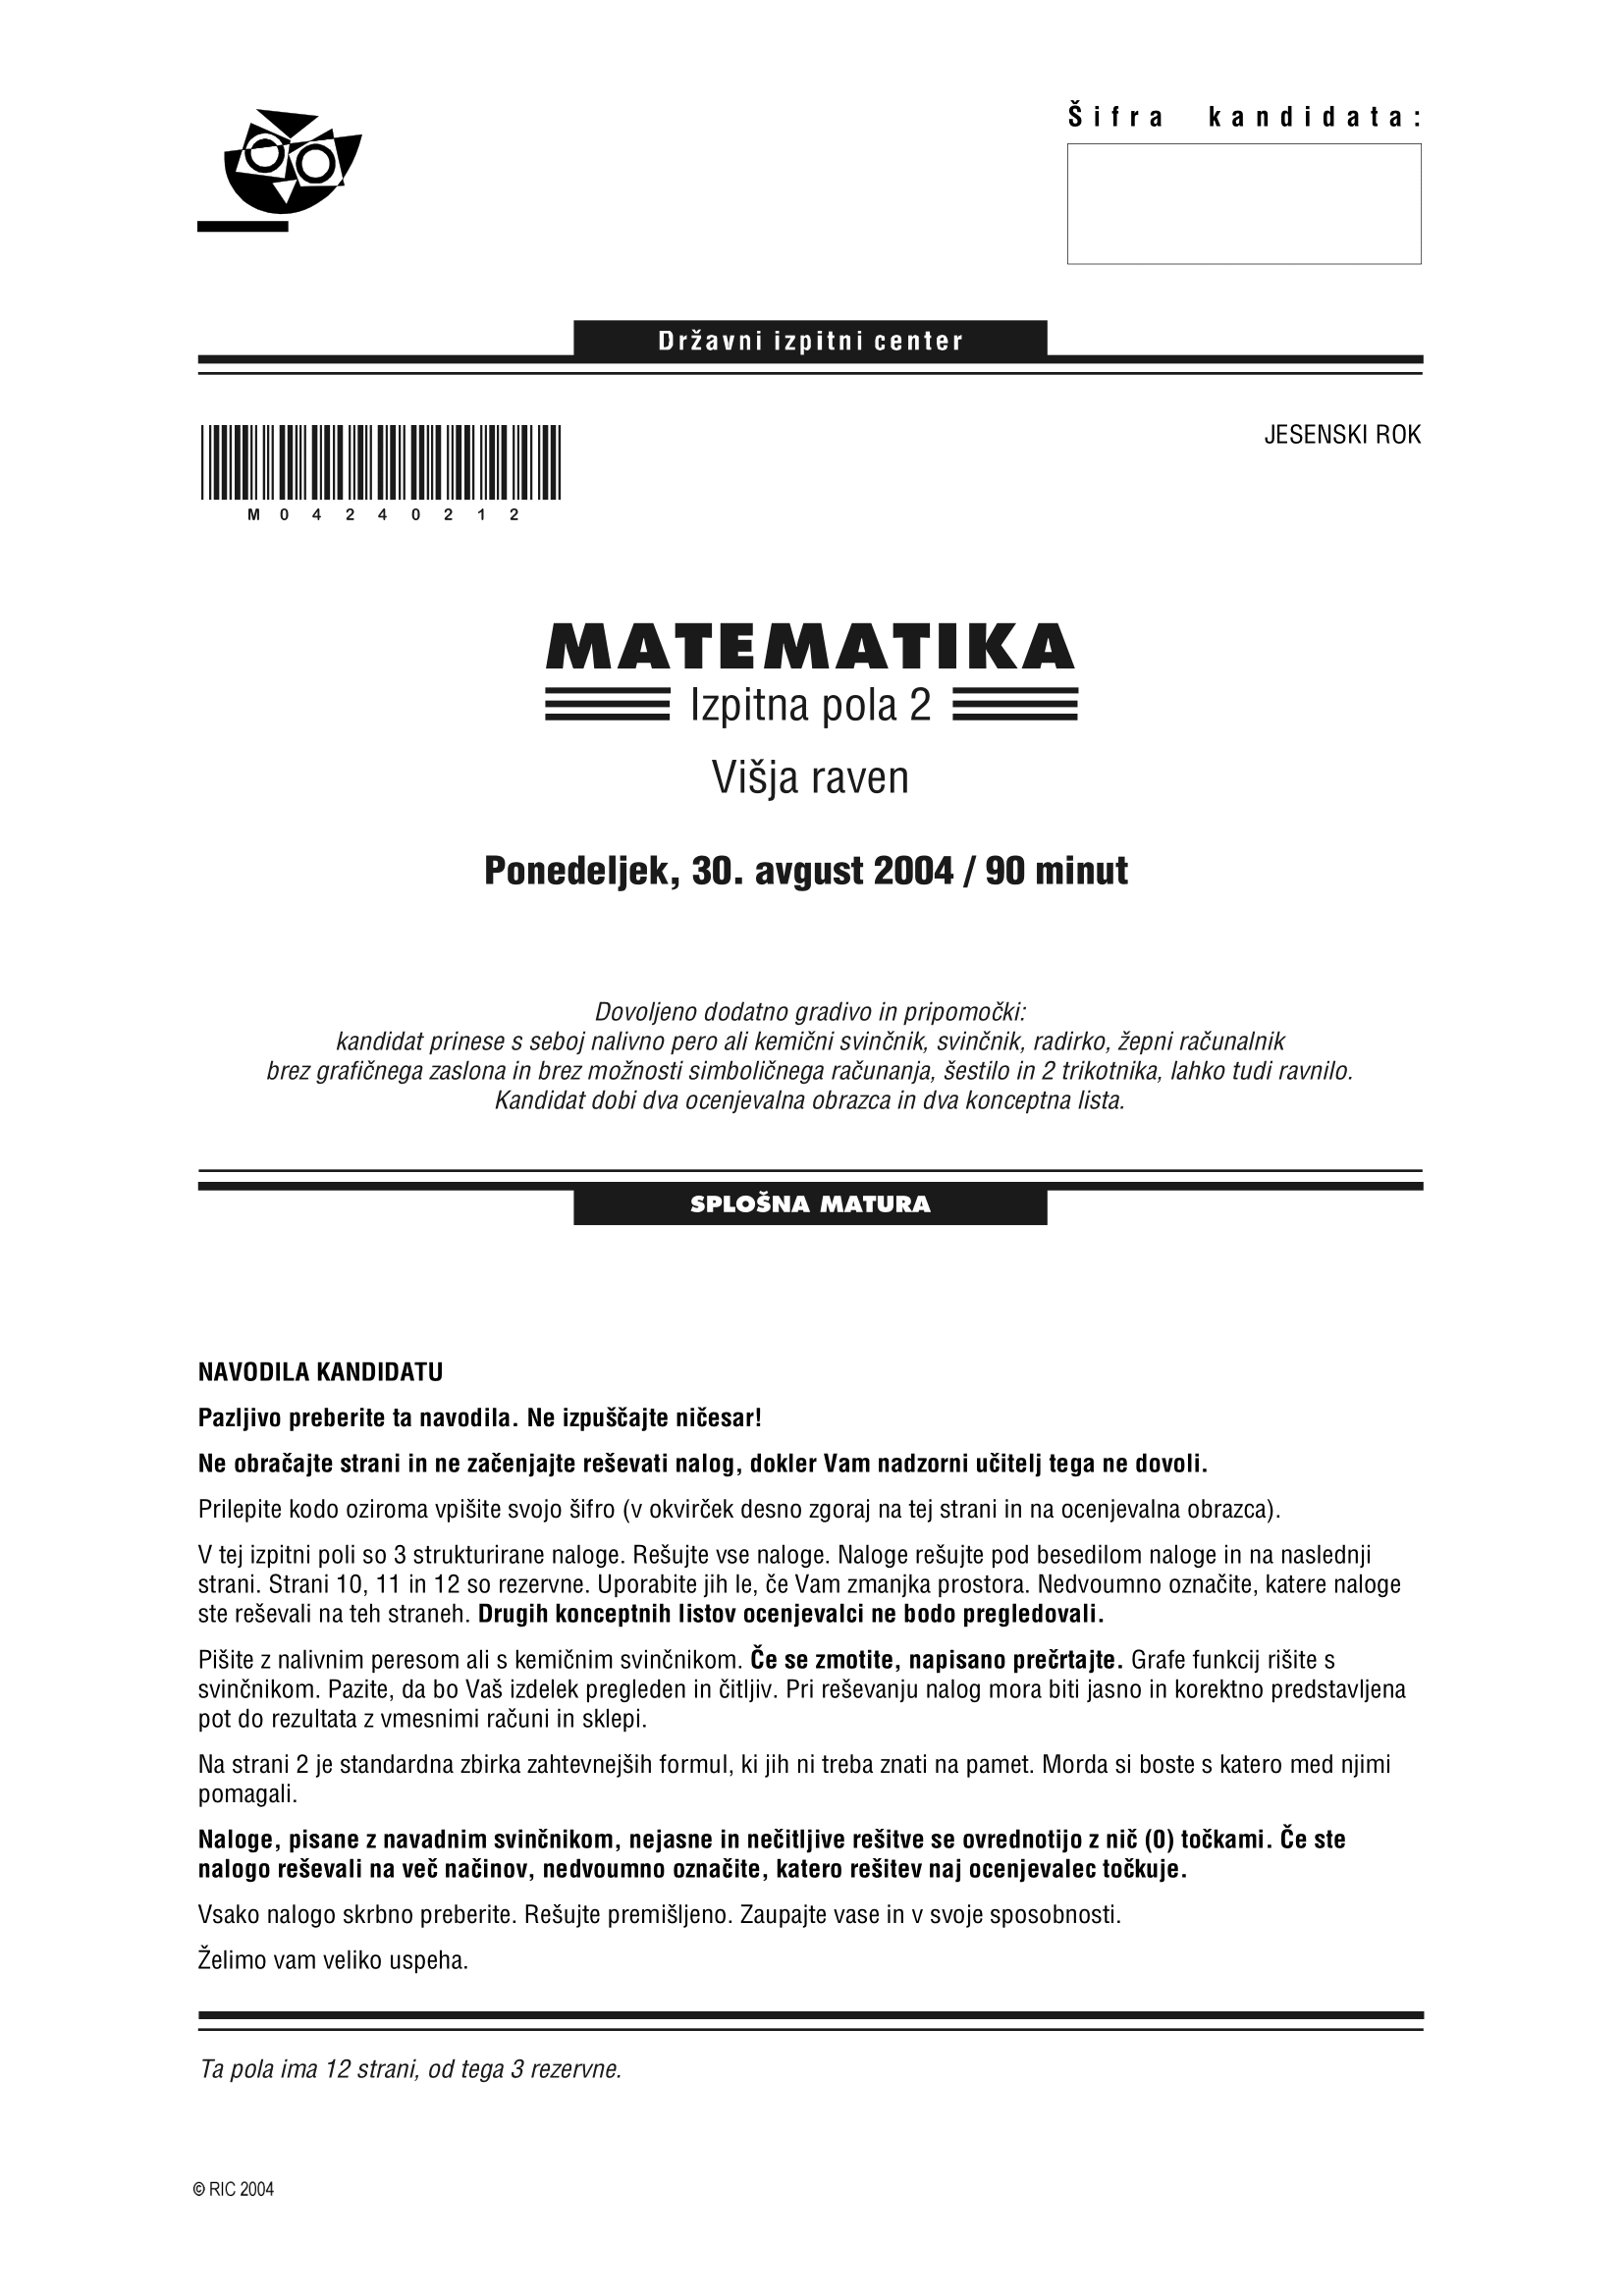 Šifra kandidata:
Državni izpitni center
JESENSKI ROK
M04240212
MATEMATIKA
Izpitna pola 2
Višja raven
Ponedeljek, 30. avgust 2004 / 90 minut
Dovoljeno dodatno gradivo in pripomočki:
kandidat prinese s seboj nalivno pero ali kemični svinčnik, svinčnik, radirko, žepni računalnik
brez grafičnega zaslona in brez možnosti simboličnega računanja, šestilo in 2 trikotnika, lahko tudi ravnilo.
Kandidat dobi dva ocenjevalna obrazca in dva konceptna lista.
SPLOŠNA MATURA
NAVODILA KANDIDATU
Pazljivo preberite ta navodila. Ne izpuščajte ničesar!
Ne obračajte strani in ne začenjajte reševati nalog, dokler Vam nadzorni učitelj tega ne dovoli.
Prilepite kodo oziroma vpišite svojo šifro (v okvirček desno zgoraj na tej strani in na ocenjevalna obrazca).
V tej izpitni poli so 3 strukturirane naloge. Rešujte vse naloge. Naloge rešujte pod besedilom naloge in na naslednji
strani. Strani 10, 11 in 12 so rezervne. Uporabite jih le, če Vam zmanjka prostora. Nedvoumno označite, katere naloge
ste reševali na teh straneh. Drugih konceptnih listov ocenjevalci ne bodo pregledovali.
Pišite z nalivnim peresom ali s kemičnim svinčnikom. Če se zmotite, napisano prečrtajte. Grafe funkcij rišite s
svinčnikom. Pazite, da bo Vaš izdelek pregleden in čitljiv. Pri reševanju nalog mora biti jasno in korektno predstavljena
pot do rezultata z vmesnimi računi in sklepi.
Na strani 2 je standardna zbirka zahtevnejših formul, ki jih ni treba znati na pamet. Morda si boste s katero med njimi
pomagali.
Naloge, pisane z navadnim svinčnikom, nejasne in nečitljive rešitve se ovrednotijo z nič (0) točkami. Če ste
nalogo reševali na več načinov, nedvoumno označite, katero rešitev naj ocenjevalec točkuje.
Vsako nalogo skrbno preberite. Rešujte premišljeno. Zaupajte vase in v svoje sposobnosti.
Želimo vam veliko uspeha.
Ta pola ima 12 strani, od tega 3 rezervne.
© RIC 2004